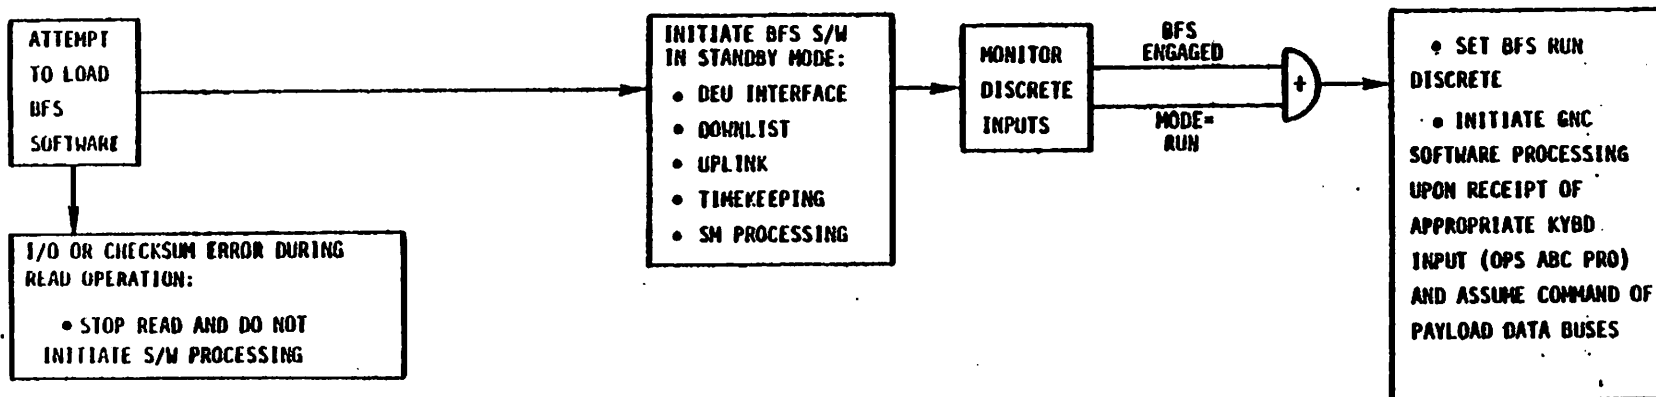 ATTEMPT
TO LOAD
BFS
SOFTWARE
I/O OR CHECKSUM ERROR DURING
READ OPERATION:
• STOP READ AND DO NOT
INITIATE S/W PROCESSING
INITIATE BFS S/W
IN STANDBY MODE:
• DEU INTERFACE
• DOWNLIST
• UPLINK
• TIMEKEEPING
• SM PROCESSING
MONITOR
DISCRETE
INPUTS
BFS
ENGAGED
MODE=
RUN
+
• SET BFS RUN
DISCRETE
• INITIATE GNC
SOFTWARE PROCESSING
UPON RECEIPT OF
APPROPRIATE KYBD
INPUT (OPS ABC PRO)
AND ASSUME COMMAND OF
PAYLOAD DATA BUSES